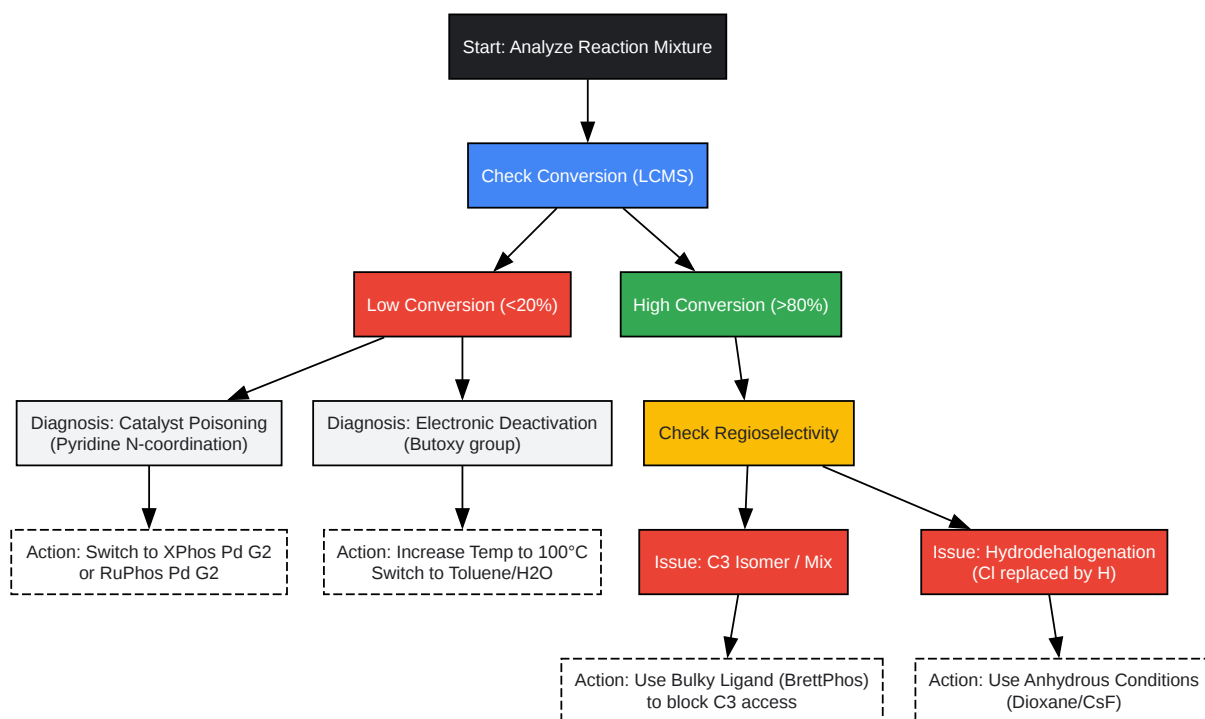 Start: Analyze Reaction Mixture
Check Conversion (LCMS)
Low Conversion (<20%)
High Conversion (>80%)
Diagnosis: Catalyst Poisoning
(Pyridine N-coordination)
Diagnosis: Electronic Deactivation
(Butoxy group)
Check Regioselectivity
Action: Switch to XPhos Pd G2
or RuPhos Pd G2
Action: Increase Temp to 100°C
Switch to Toluene/H2O
Issue: C3 Isomer / Mix
Issue: Hydrodehalogenation
(Cl replaced by H)
Action: Use Bulky Ligand (BrettPhos)
to block C3 access
Action: Use Anhydrous Conditions
(Dioxane/CsF)